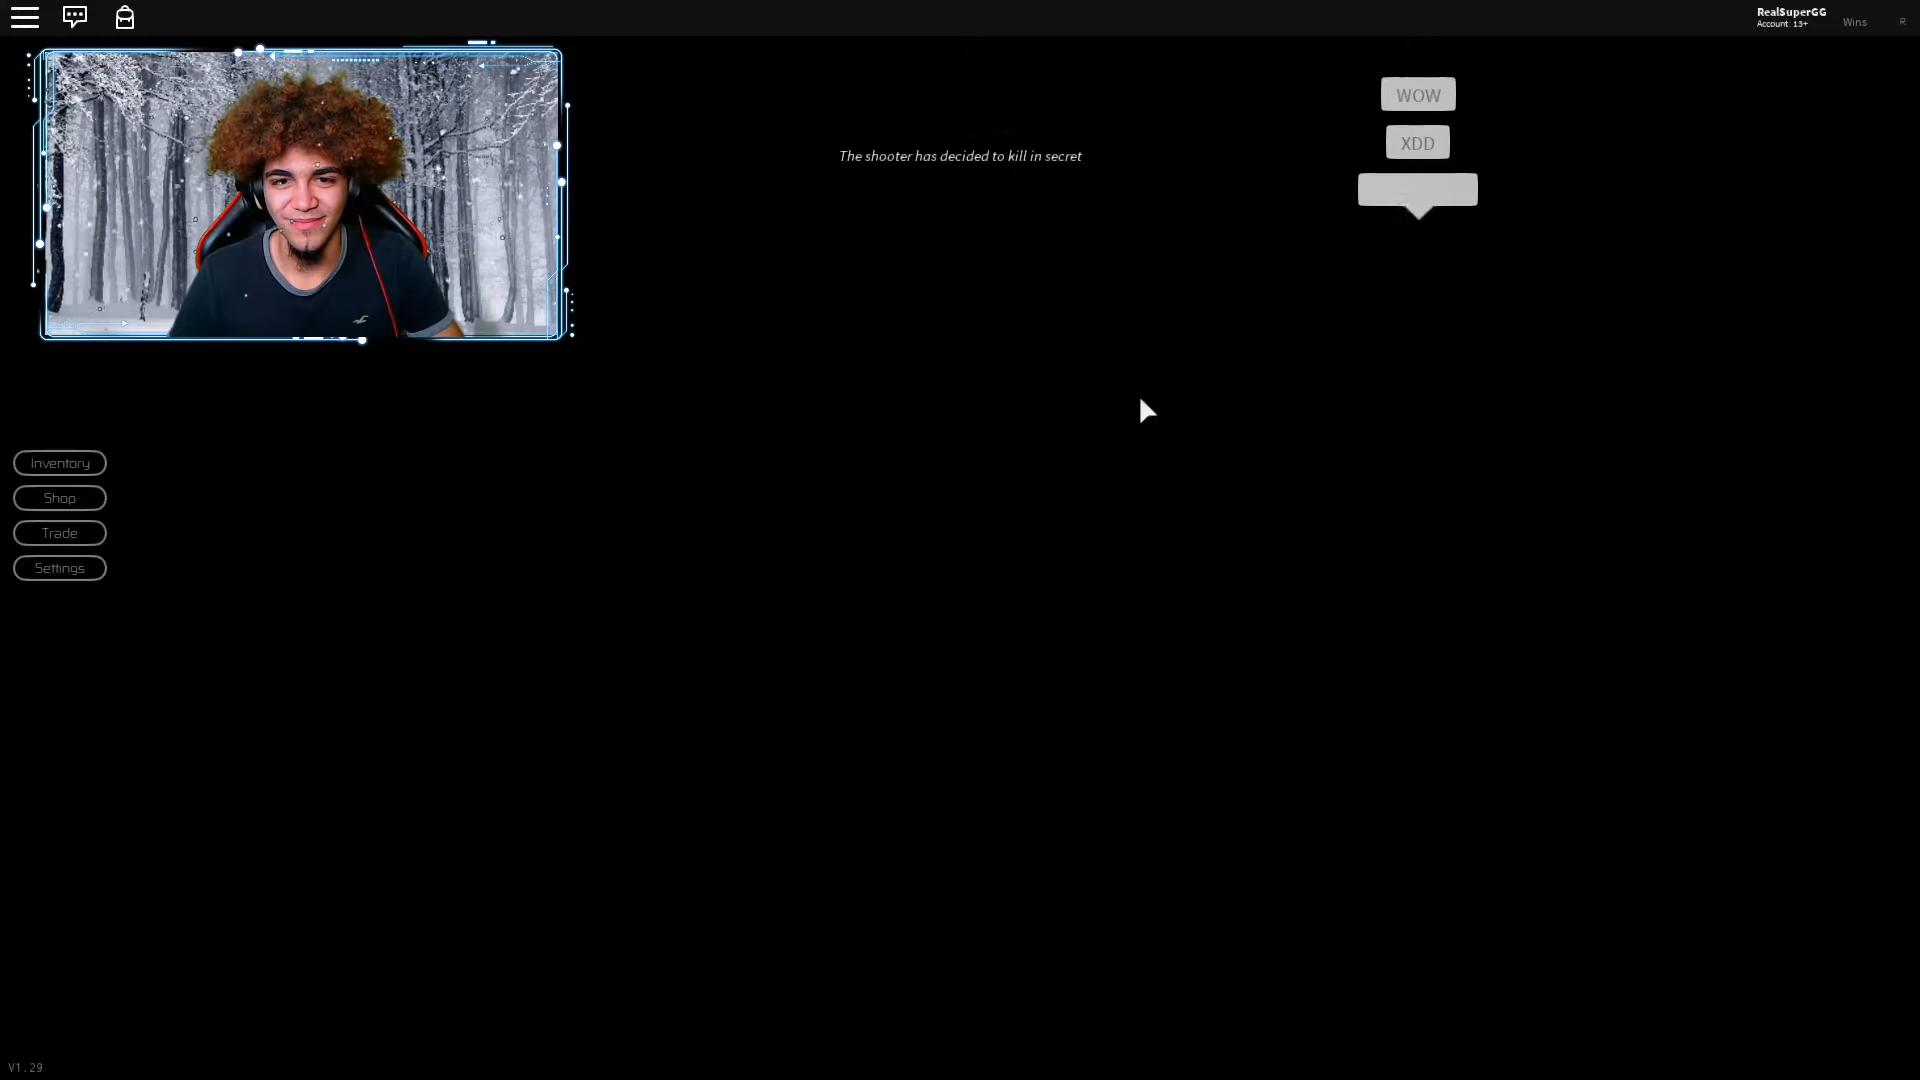 RealSuperGG
Account: 13+
Wins
R
WOW
XDD
The shooter has decided to kill in secret
Inventory
Shop
Trade
Settings
V1.29